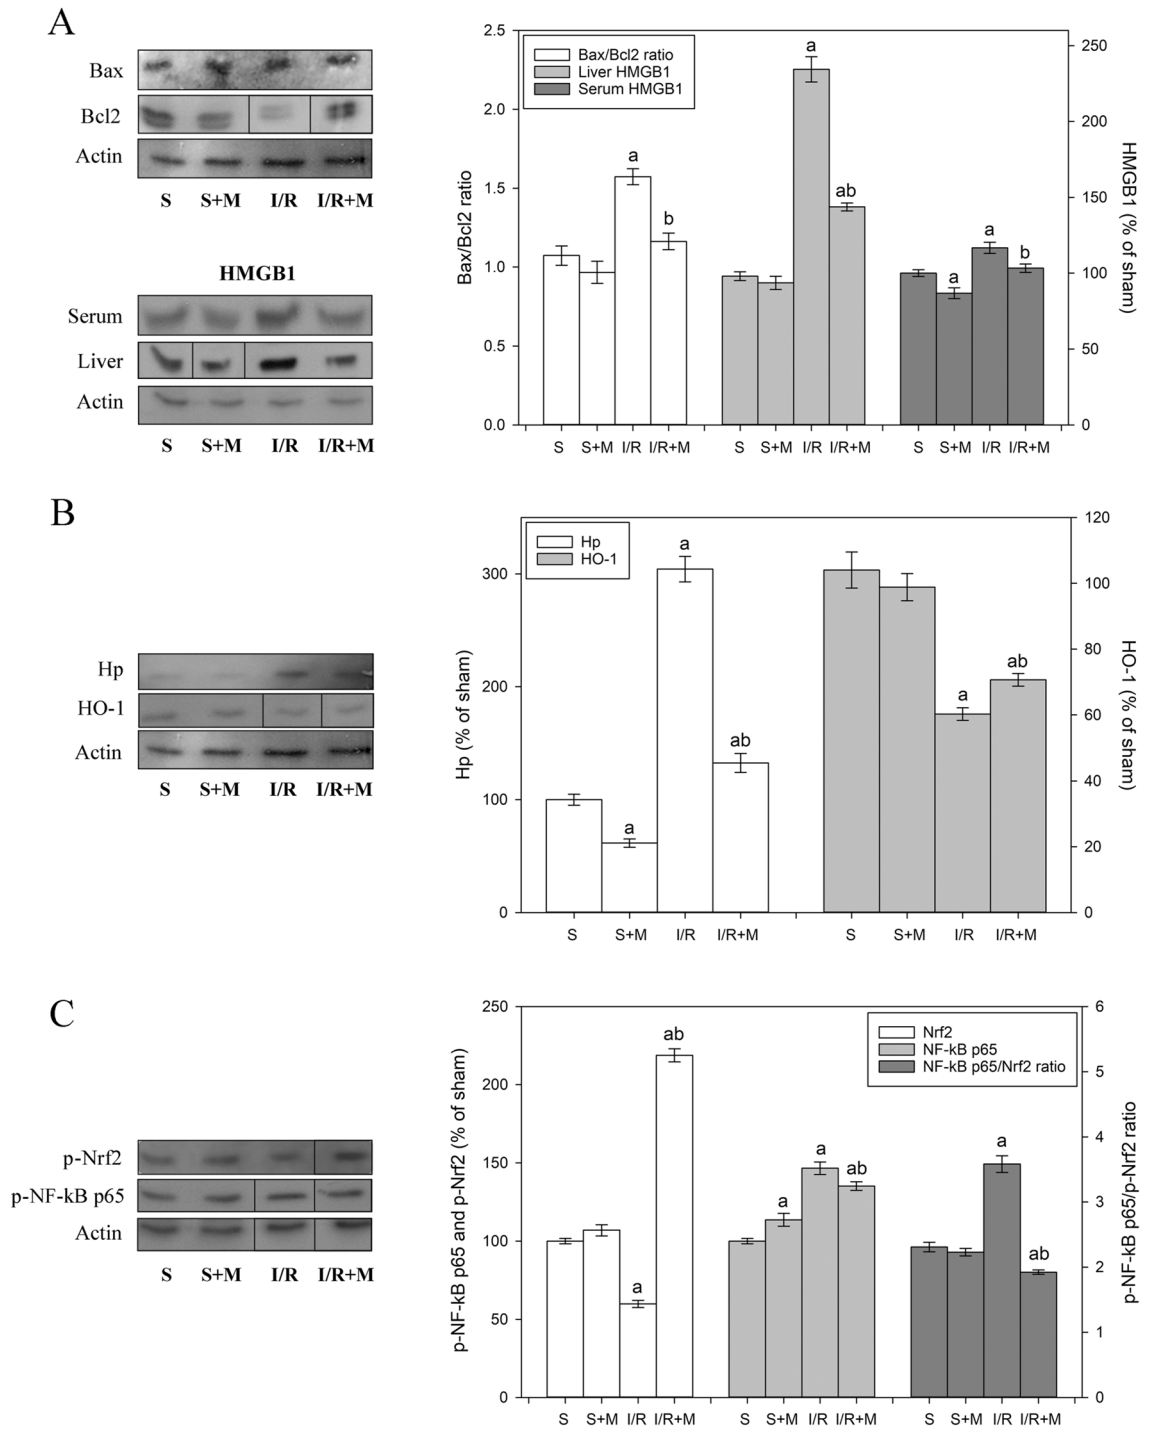 A
Bax
Bcl2
Actin
S S+M I/R I/R+M
HMGB1
Serum
Liver
Actin
S S+M I/R I/R+M
2.5
2.0
1.5
1.0
0.5
0.0
Bax/Bcl2 ratio
Bax/Bcl2 ratio
Liver HMGB1
Serum HMGB1
a
b
a
ab
a
a
b
250
200
150
100
50
0
HMGB1 (% of sham)
S S+M I/R I/R+M S S+M I/R I/R+M S S+M I/R I/R+M
B
Hp
HO-1
Actin
S S+M I/R I/R+M
300
200
100
0
Hp (% of sham)
Hp
HO-1
a
a
ab
a
ab
120
100
80
60
40
20
0
HO-1 (% of sham)
S S+M I/R I/R+M S S+M I/R I/R+M
C
p-Nrf2
p-NF-kB p65
Actin
S S+M I/R I/R+M
250
200
150
100
50
0
p-NF-kB p65 and p-Nrf2 (% of sham)
Nrf2
NF-kB p65
NF-kB p65/Nrf2 ratio
a
ab
a
a
ab
a
ab
6
5
4
3
2
1
0
p-NF-kB p65/p-Nrf2 ratio
S S+M I/R I/R+M S S+M I/R I/R+M S S+M I/R I/R+M